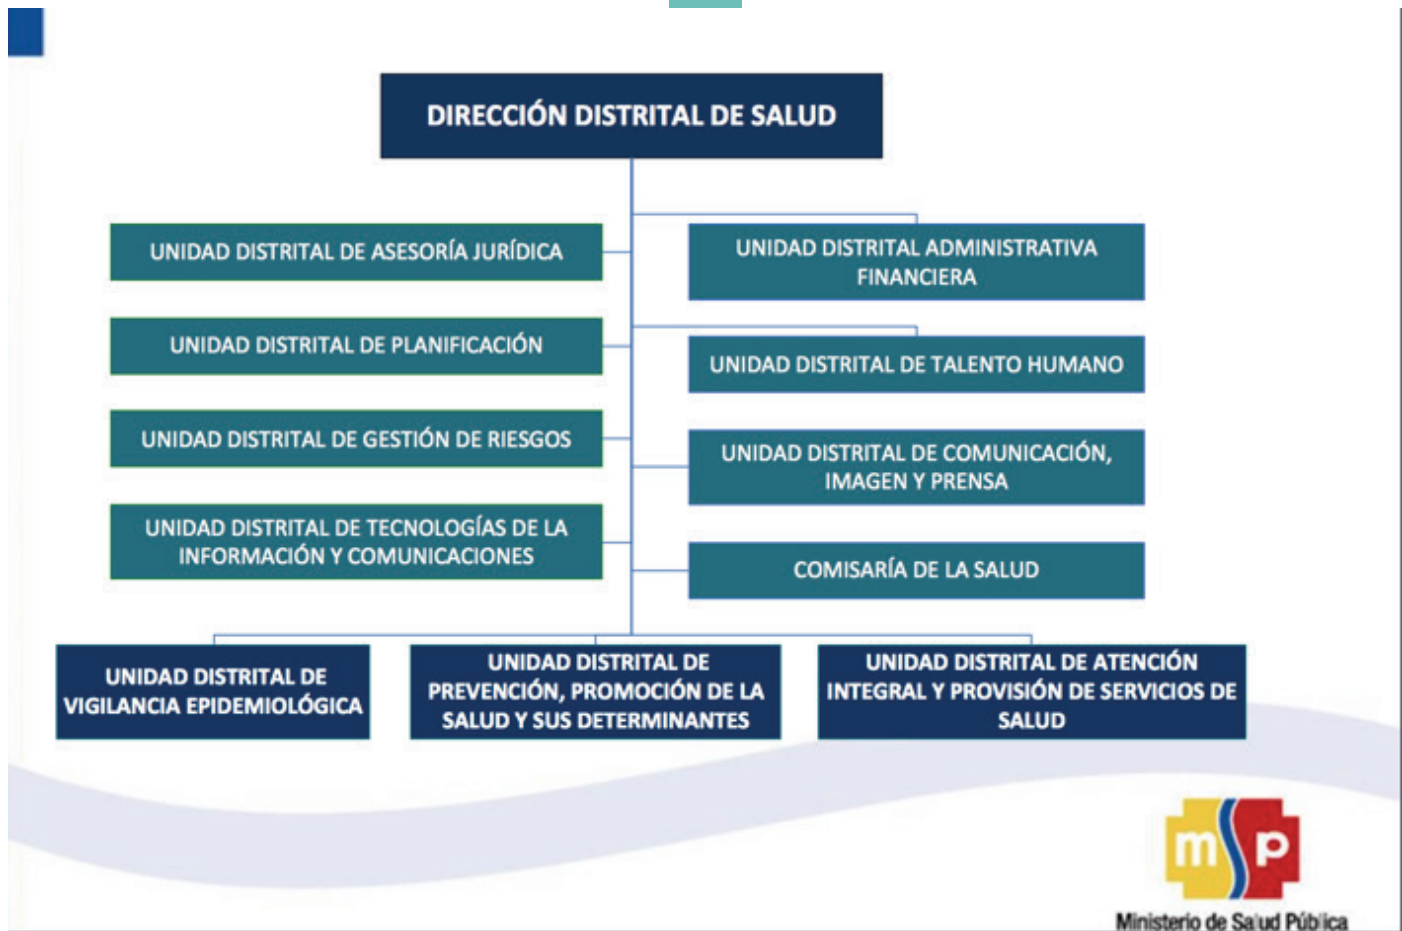 DIRECCIÓN DISTRITAL DE SALUD
UNIDAD DISTRITAL DE ASESORÍA JURÍDICA
UNIDAD DISTRITAL ADMINISTRATIVA
FINANCIERA
UNIDAD DISTRITAL DE PLANIFICACIÓN
UNIDAD DISTRITAL DE TALENTO HUMANO
UNIDAD DISTRITAL DE GESTIÓN DE RIESGOS
UNIDAD DISTRITAL DE COMUNICACIÓN,
IMAGEN Y PRENSA
UNIDAD DISTRITAL DE TECNOLOGÍAS DE LA
INFORMACIÓN Y COMUNICACIONES
COMISARÍA DE LA SALUD
UNIDAD DISTRITAL DE
VIGILANCIA EPIDEMIOLÓGICA
UNIDAD DISTRITAL DE
PREVENCIÓN, PROMOCIÓN DE LA
SALUD Y SUS DETERMINANTES
UNIDAD DISTRITAL DE ATENCIÓN
INTEGRAL Y PROVISIÓN DE SERVICIOS DE
SALUD
msp
Ministerio de Salud Pública